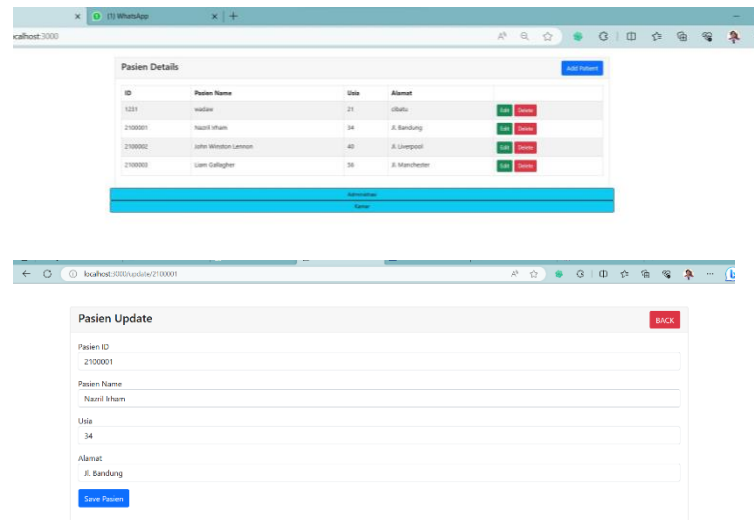 (1) WhatsApp
localhost:3000
Pasien Details
Add Patient
ID Pasien Name Usia Alamat
1231 wadaw 21 cibatu Edit Delete
2100001 Nazril Irham 34 Jl. Bandung Edit Delete
2100002 John Winston Lennon 40 Jl. Liverpool Edit Delete
2100003 Liam Gallagher 56 Jl. Manchester Edit Delete
Administrasi
Kamar
localhost:3000/update/2100001
Pasien Update
BACK
Pasien ID
2100001
Pasien Name
Nazril Irham
Usia
34
Alamat
Jl. Bandung
Save Pasien